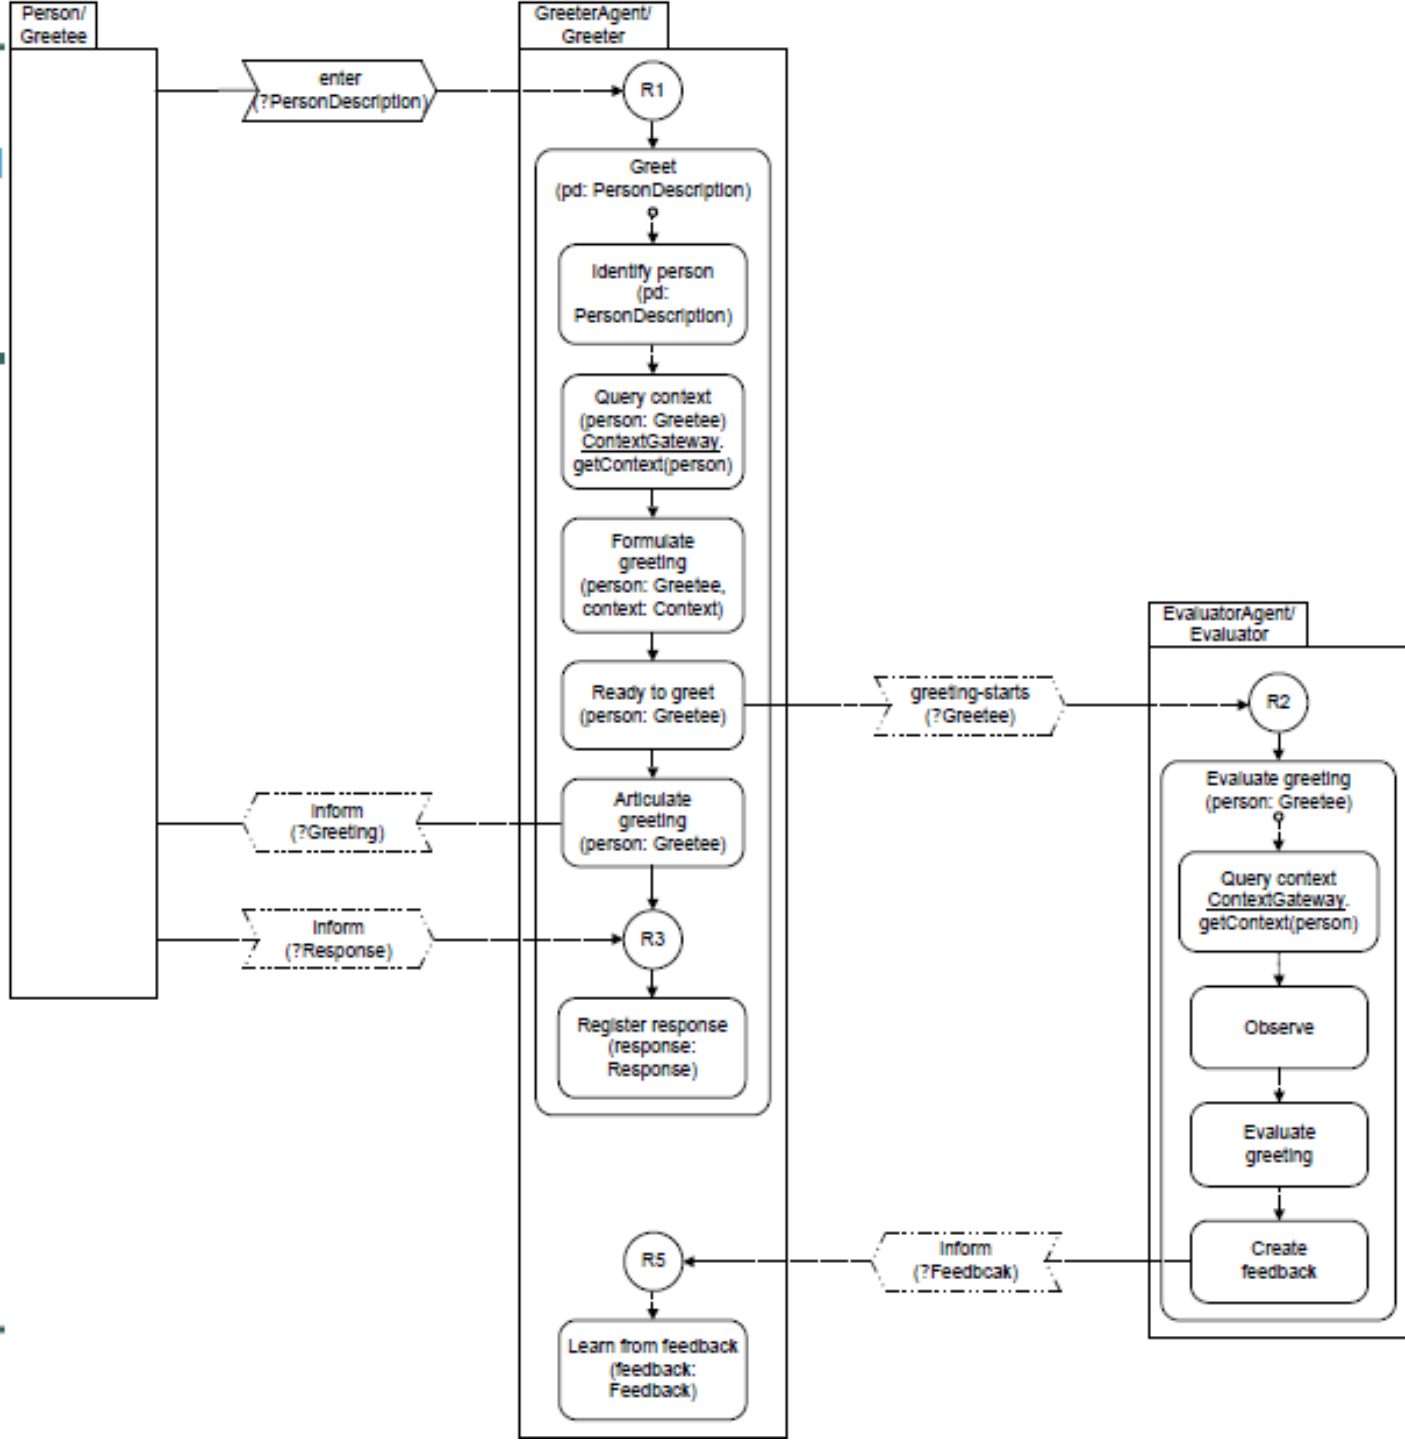 Person/
Greetee
GreeterAgent/
Greeter
enter
(?PersonDescription)
R1
Greet
(pd: PersonDescription)
Identify person
(pd:
PersonDescription)
Query context
(person: Greetee)
ContextGateway.
getContext(person)
Formulate
greeting
(person: Greetee,
context: Context)
EvaluatorAgent/
Evaluator
Ready to greet
(person: Greetee)
greeting-starts
(?Greetee)
R2
Evaluate greeting
(person: Greetee)
Inform
(?Greeting)
Articulate
greeting
(person: Greetee)
Query context
ContextGateway.
getContext(person)
Inform
(?Response)
R3
Register response
(response:
Response)
Observe
Evaluate
greeting
Create
feedback
Inform
(?Feedbcak)
R5
Learn from feedback
(feedback:
Feedback)